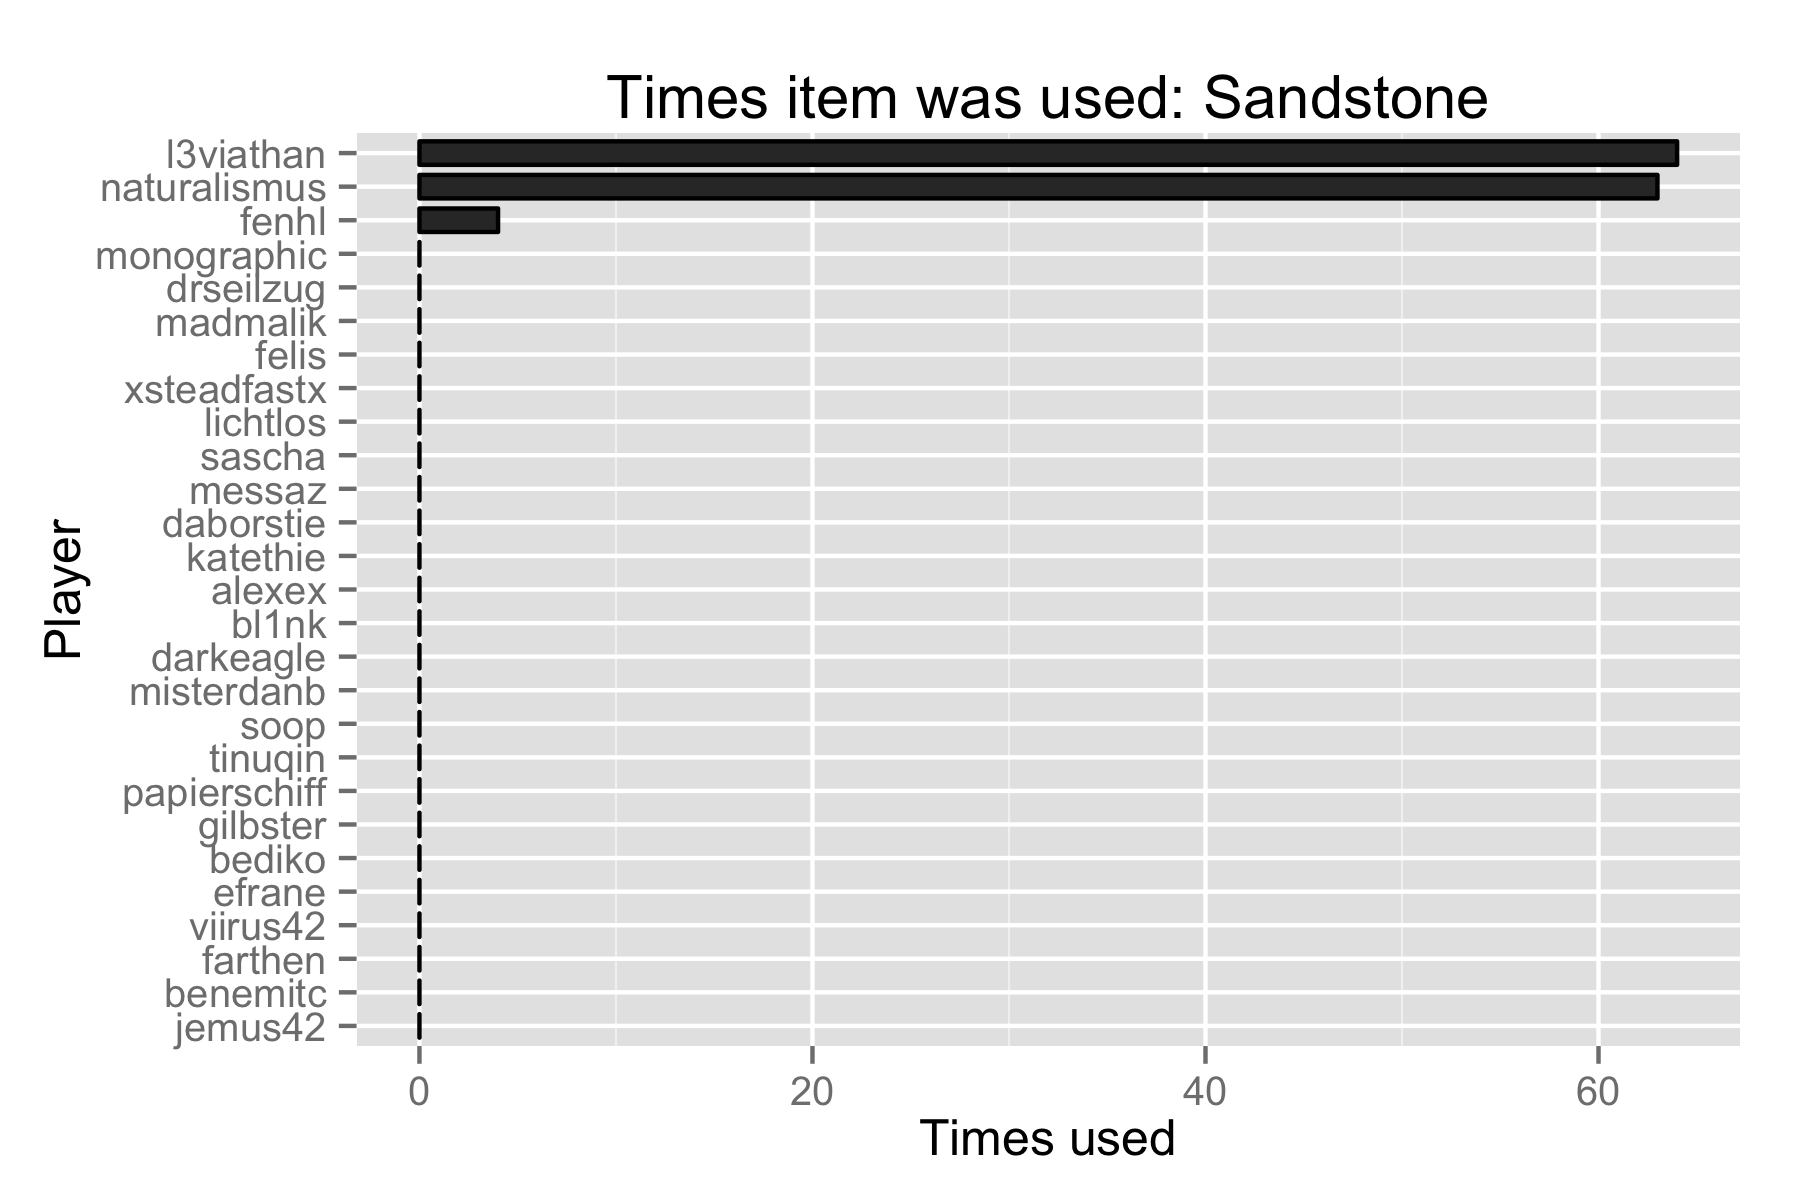 Times item was used: Sandstone
l3viathan
naturalismus
fenhl
monographic
drseilzug
madmalik
felis
xsteadfastx
lichtlos
sascha
messaz
daborstie
katethie
alexex
bl1nk
darkeagle
misterdanb
soop
tinuqin
papierschiff
gilbster
bediko
efrane
viirus42
farthen
benemitc
jemus42
Player
0 20 40 60
Times used